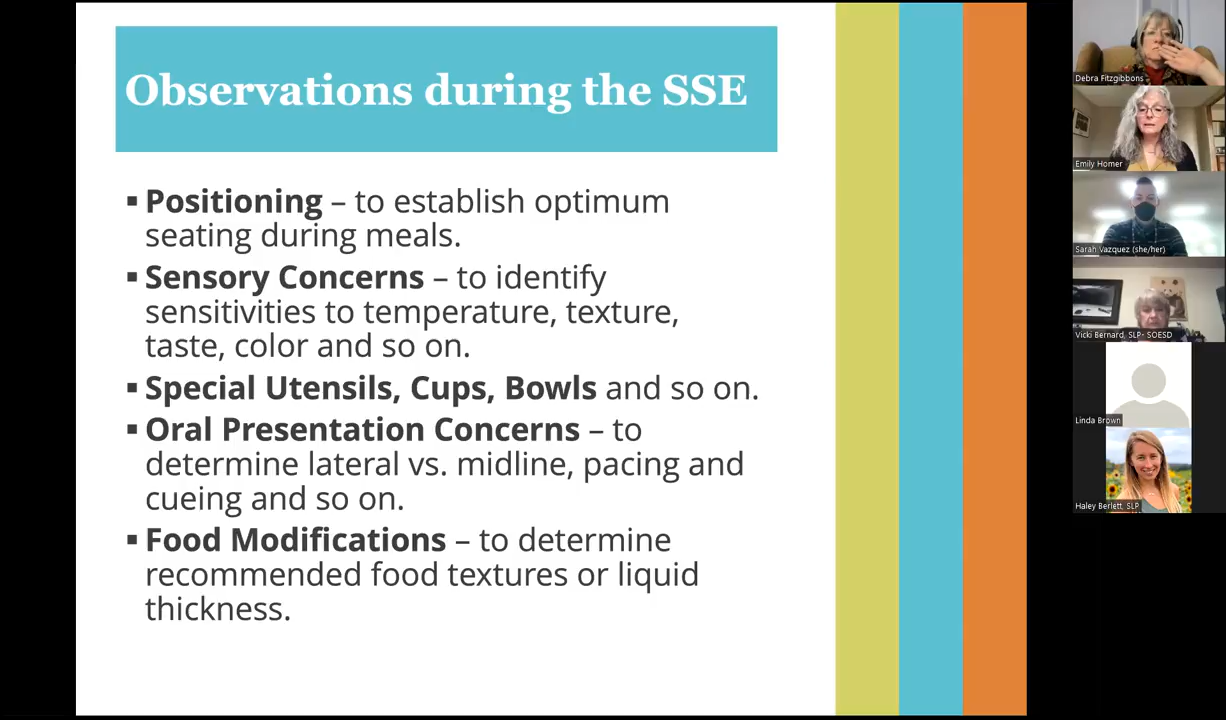 Observations during the SSE
▪ Positioning – to establish optimum
seating during meals.
▪ Sensory Concerns – to identify
sensitivities to temperature, texture,
taste, color and so on.
▪ Special Utensils, Cups, Bowls and so on.
▪ Oral Presentation Concerns – to
determine lateral vs. midline, pacing and
cueing and so on.
▪ Food Modifications – to determine
recommended food textures or liquid
thickness.
Debra Fitzgibbons
Emily Homer
Sarah Vazquez (she/her)
Vicki Bernard, SLP- SOESD
Linda Brown
Haley Berlett, SLP